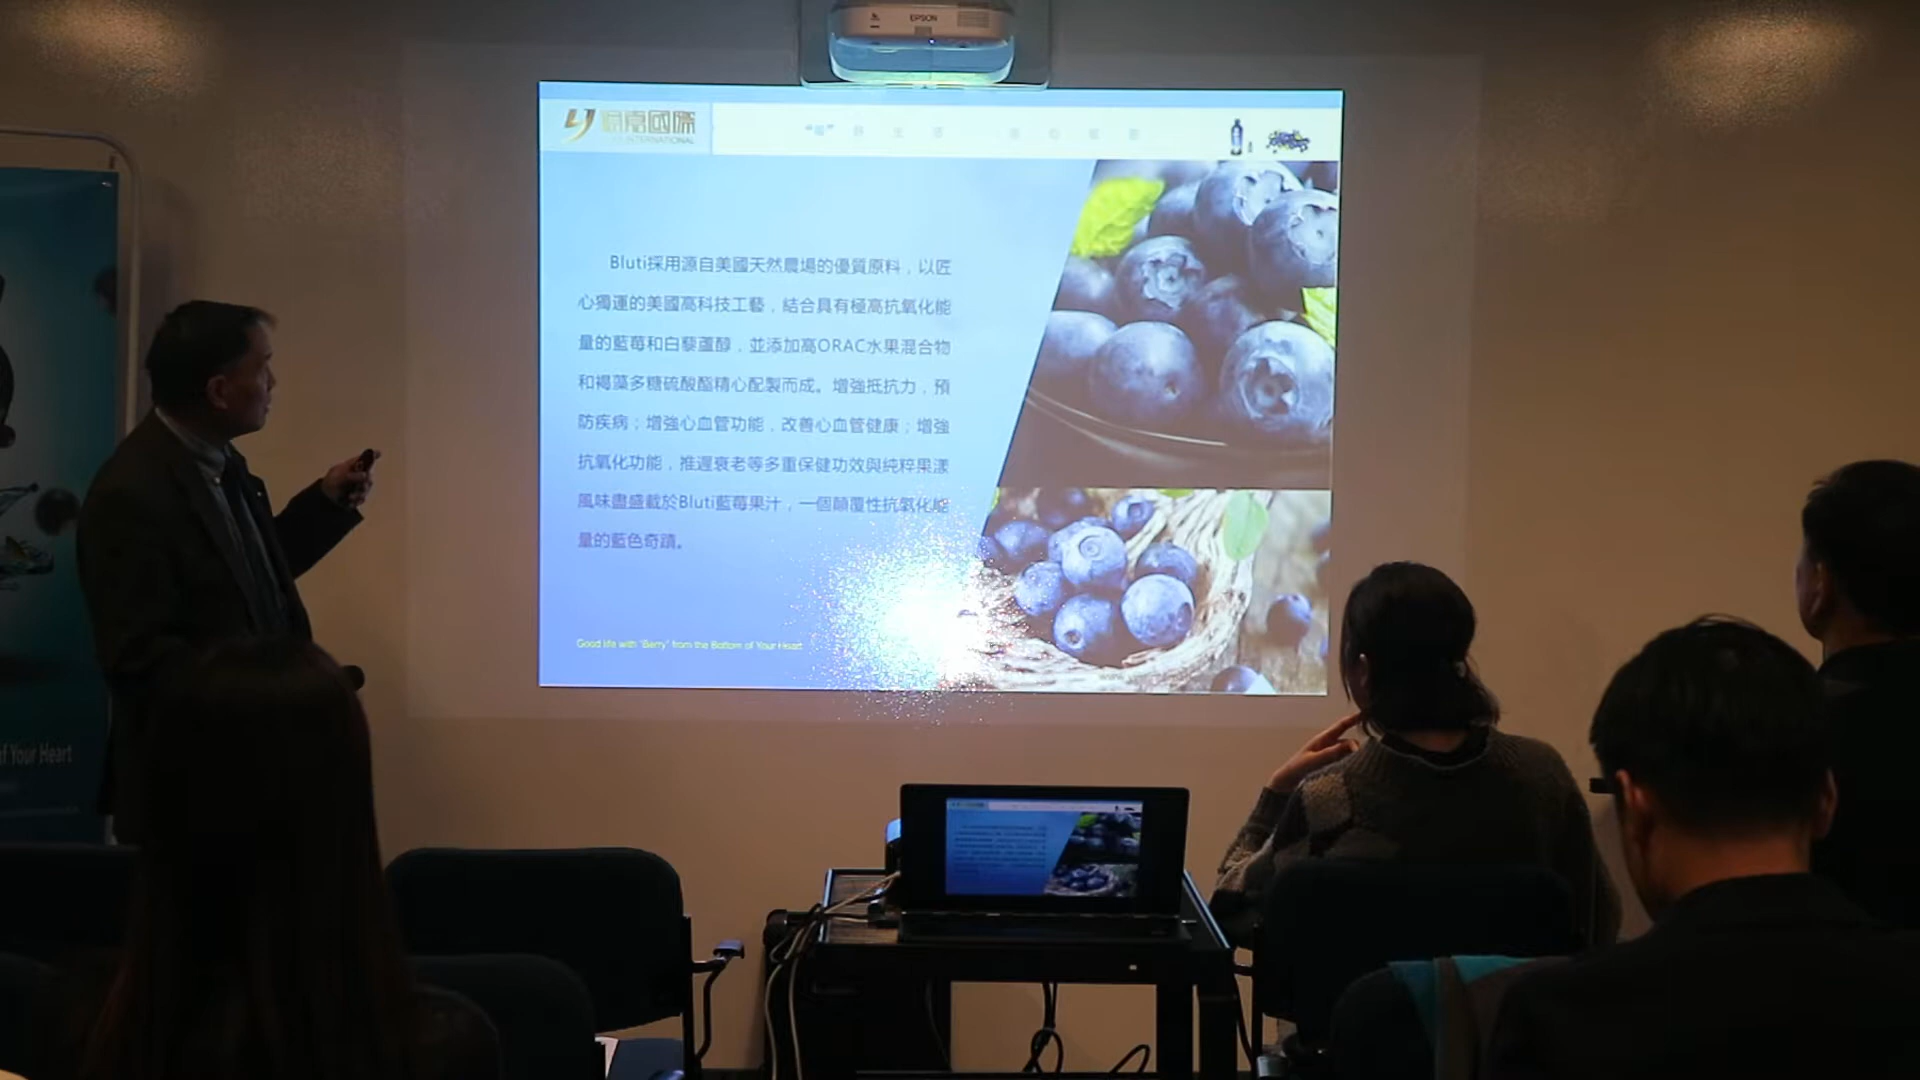 EPSON
國際
INTERNATIONAL
Bluti採用源自美國天然農場的優質原料，以匠
心獨運的美國高科技工藝，結合具有極高抗氧化能
量的藍莓和白藜蘆醇，並添加高ORAC水果混合物
和褐藻多糖硫酸酯精心配製而成。增強抵抗力，預
防疾病；增強心血管功能，改善心血管健康；增強
抗氧化功能，推遲衰老等多重保健功效與純粹果漾
風味盡盛載於Bluti藍莓果汁，一個顛覆性抗氧化能
量的藍色奇蹟。
Good life with "Berry" from the Bottom of Your Heart
of Your Heart